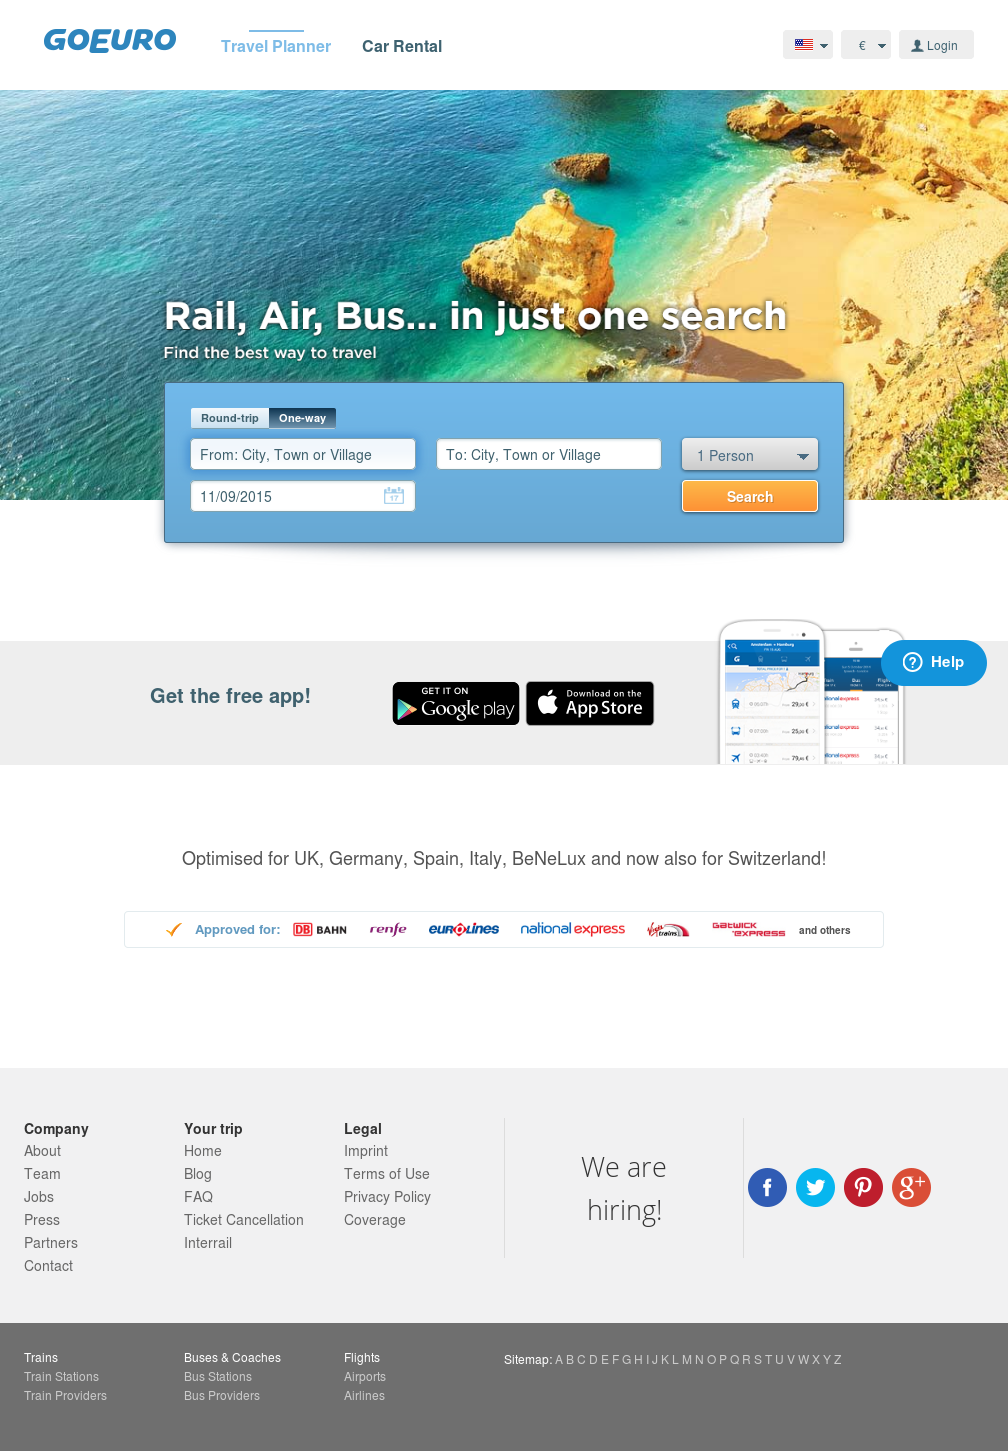 GOEURO
Travel Planner
Car Rental
€
Login
Rail, Air, Bus... in just one search
Find the best way to travel
Round-trip
One-way
From: City, Town or Village
To: City, Town or Village
1 Person
11/09/2015
17
Search
Get the free app!
GET IT ON
Google play
Download on the
App Store
Help
Optimised for UK, Germany, Spain, Italy, BeNeLux and now also for Switzerland!
Approved for:
DB BAHN
renfe
EUROLINES
national express
Virgin trains
GATWICK EXPRESS
and others
Company
About
Team
Jobs
Press
Partners
Contact
Your trip
Home
Blog
FAQ
Ticket Cancellation
Interrail
Legal
Imprint
Terms of Use
Privacy Policy
Coverage
We are
hiring!
Trains
Train Stations
Train Providers
Buses & Coaches
Bus Stations
Bus Providers
Flights
Airports
Airlines
Sitemap: A B C D E F G H I J K L M N O P Q R S T U V W X Y Z